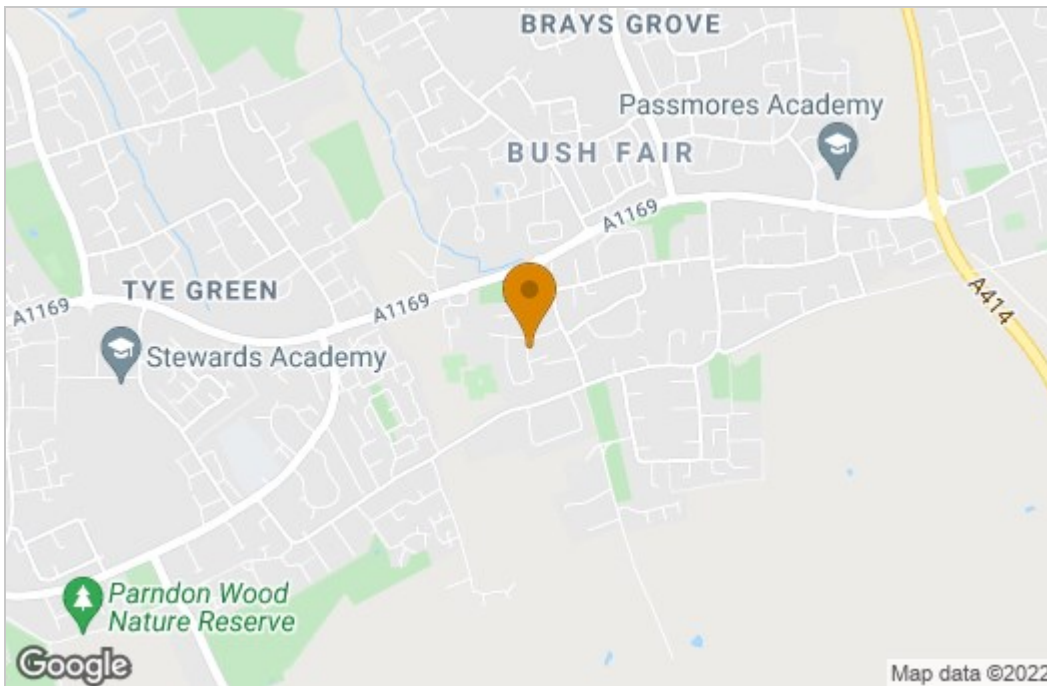 BRAYS GROVE
Passmores Academy
BUSH FAIR
A1169
TYE GREEN
A1169
A1169
A414
Stewards Academy
Parndon Wood
Nature Reserve
Google
Map data ©2022